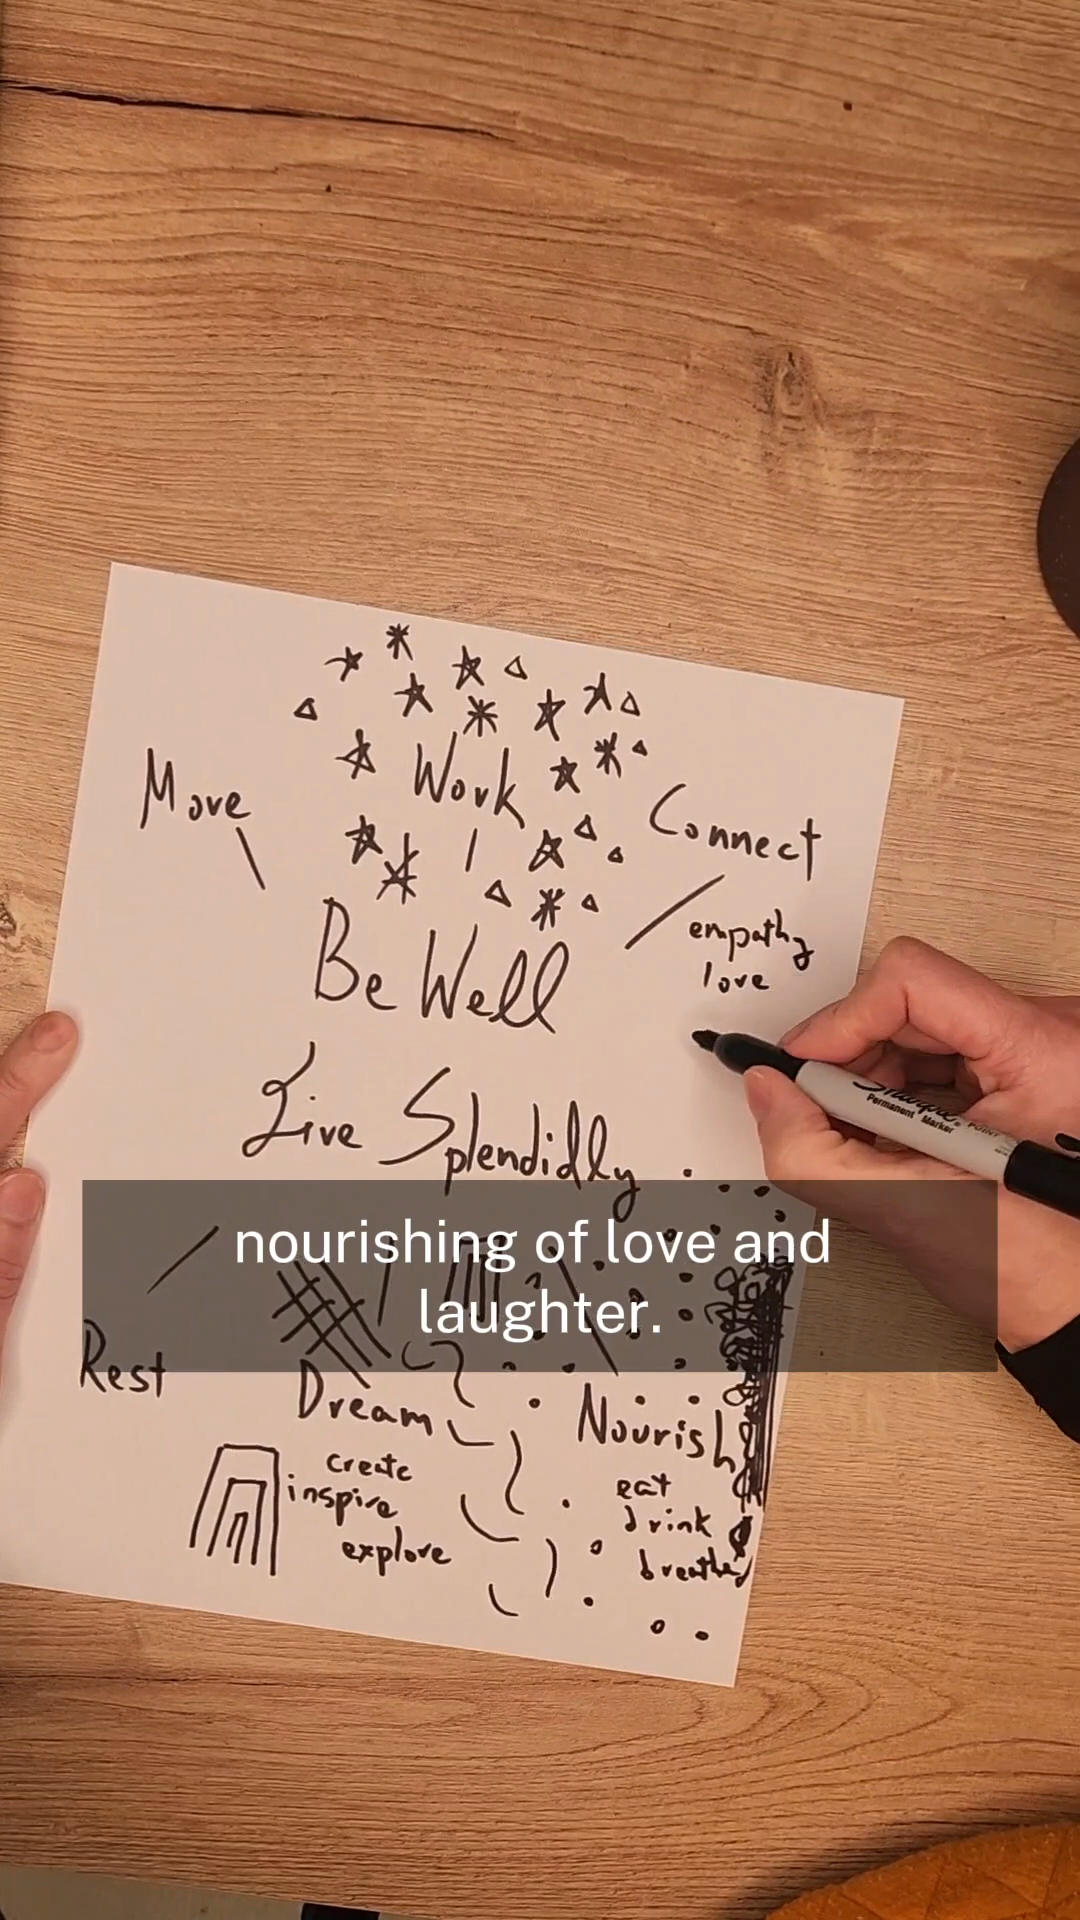 Work
Move
Connect
empathy
love
Be Well
Live Splendidly
Sharpie
Permanent Marker
nourishing of love and
laughter.
Rest
Dream
create
inspire
explore
Nourish
eat
drink
breathe